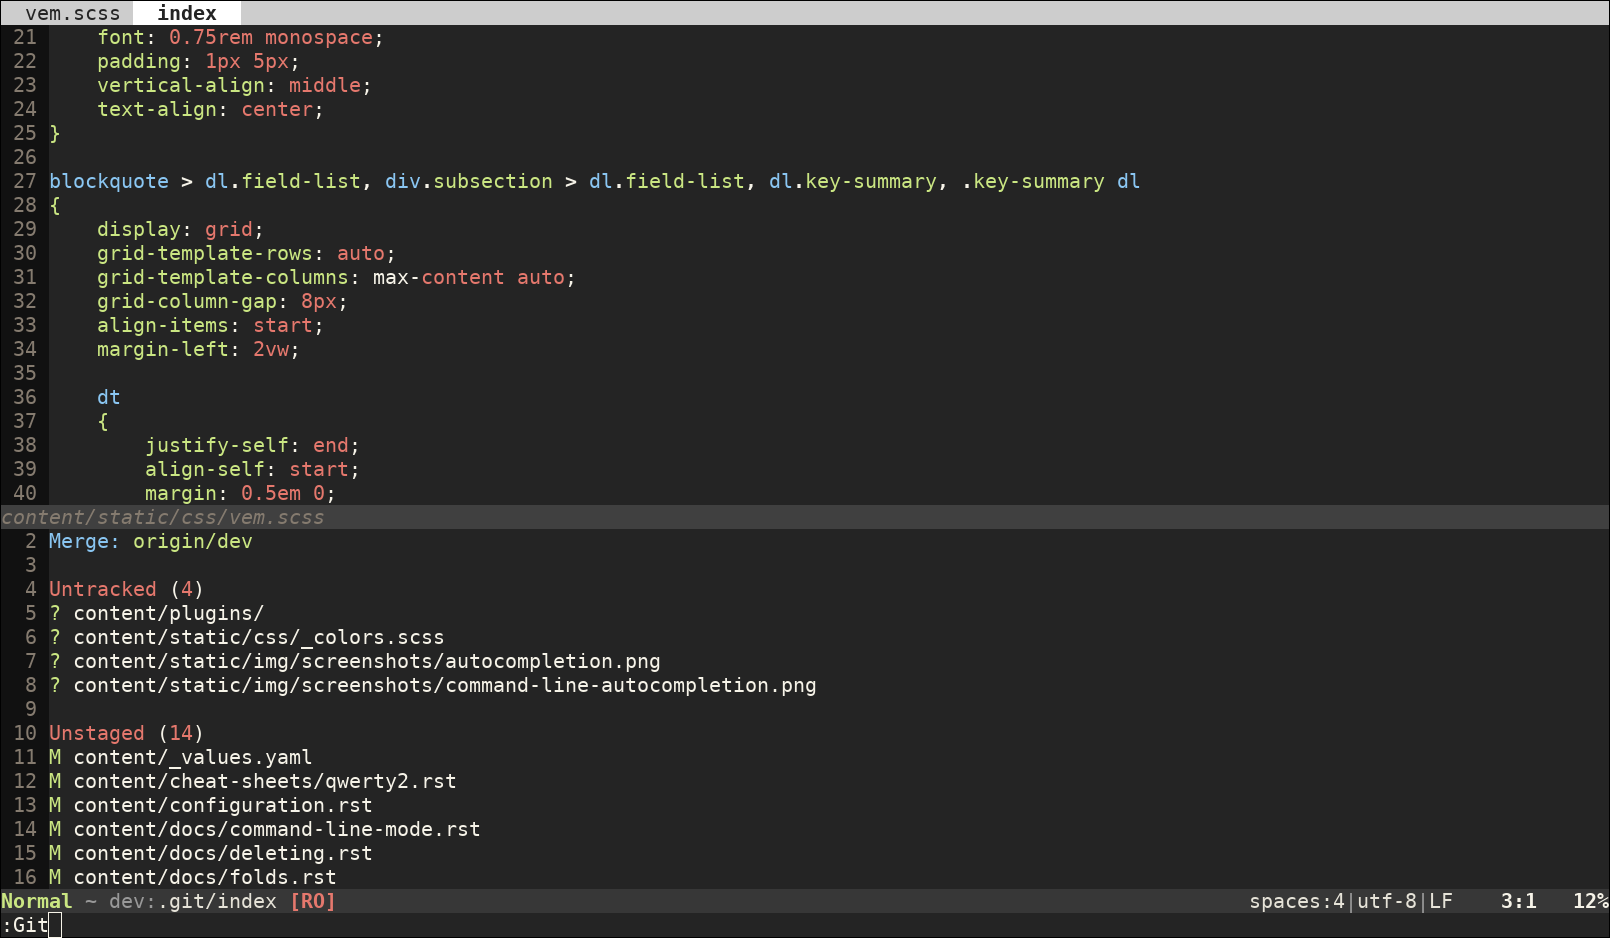 vem.scss index
21 font: 0.75rem monospace;
22 padding: 1px 5px;
23 vertical-align: middle;
24 text-align: center;
25 }
26
27 blockquote > dl.field-list, div.subsection > dl.field-list, dl.key-summary, .key-summary dl
28 {
29 display: grid;
30 grid-template-rows: auto;
31 grid-template-columns: max-content auto;
32 grid-column-gap: 8px;
33 align-items: start;
34 margin-left: 2vw;
35
36 dt
37 {
38 justify-self: end;
39 align-self: start;
40 margin: 0.5em 0;
content/static/css/vem.scss
2 Merge: origin/dev
3
4 Untracked (4)
5 ? content/plugins/
6 ? content/static/css/_colors.scss
7 ? content/static/img/screenshots/autocompletion.png
8 ? content/static/img/screenshots/command-line-autocompletion.png
9
10 Unstaged (14)
11 M content/_values.yaml
12 M content/cheat-sheets/qwerty2.rst
13 M content/configuration.rst
14 M content/docs/command-line-mode.rst
15 M content/docs/deleting.rst
16 M content/docs/folds.rst
Normal ~ dev:.git/index [RO] spaces:4|utf-8|LF 3:1 12%
:Git